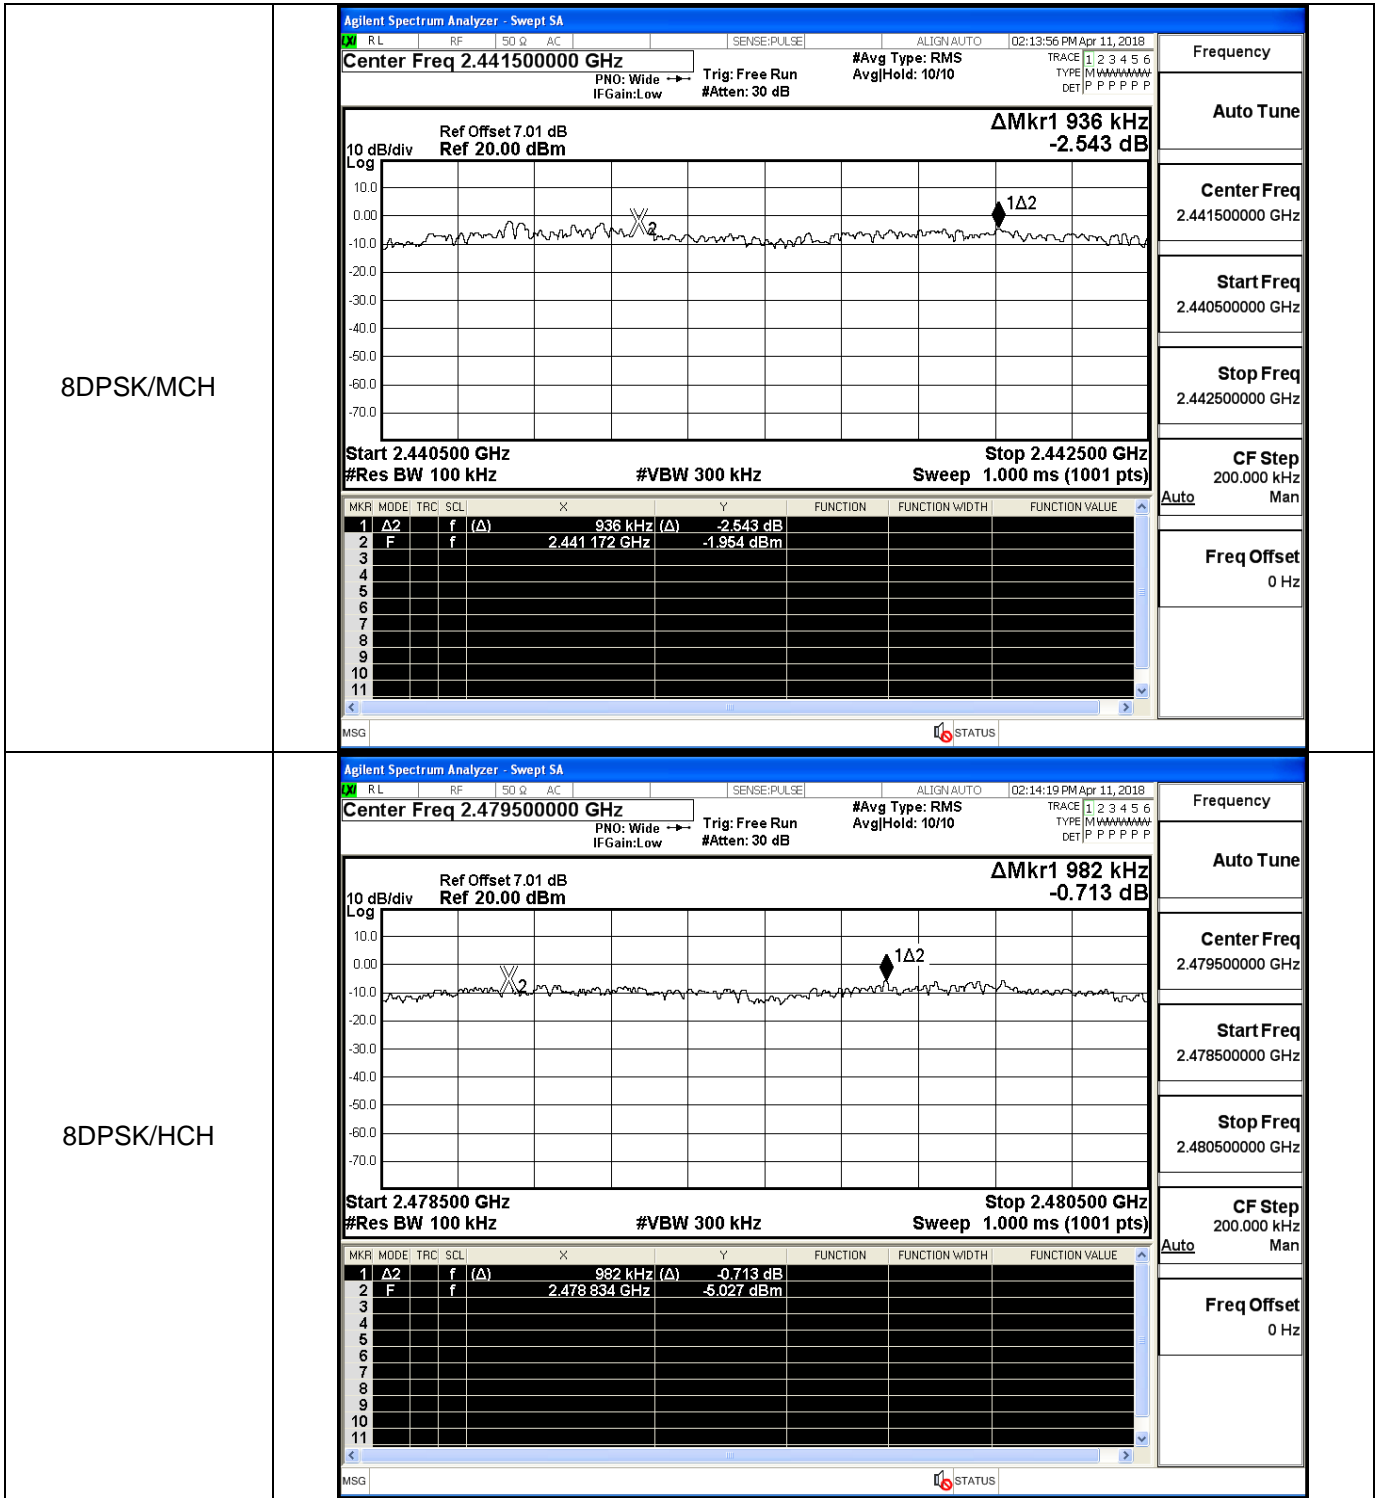 8DPSK/MCH
Agilent Spectrum Analyzer - Swept SA
LXI RL RF 50 Ω AC SENSE:PULSE ALIGN AUTO 02:13:56 PM Apr 11, 2018
Center Freq 2.441500000 GHz
#Avg Type: RMS
Avg|Hold: 10/10
TRACE 1 2 3 4 5 6
TYPE M
DET P P P P P P
PNO: Wide
IFGain:Low
Trig: Free Run
#Atten: 30 dB
Ref Offset 7.01 dB
10 dB/div Ref 20.00 dBm
Log
ΔMkr1 936 kHz
-2.543 dB
10.0
0.00
-10.0
-20.0
-30.0
-40.0
-50.0
-60.0
-70.0
2
1Δ2
Start 2.440500 GHz Stop 2.442500 GHz
#Res BW 100 kHz #VBW 300 kHz Sweep 1.000 ms (1001 pts)
MKR MODE TRC SCL X Y FUNCTION FUNCTION WIDTH FUNCTION VALUE
1 Δ2 f (Δ) 936 kHz (Δ) -2.543 dB
2 F f 2.441 172 GHz -1.954 dBm
3
4
5
6
7
8
9
10
11
MSG STATUS
Frequency
Auto Tune
Center Freq
2.441500000 GHz
Start Freq
2.440500000 GHz
Stop Freq
2.442500000 GHz
CF Step
200.000 kHz
Auto Man
Freq Offset
0 Hz
8DPSK/HCH
Agilent Spectrum Analyzer - Swept SA
LXI RL RF 50 Ω AC SENSE:PULSE ALIGN AUTO 02:14:19 PM Apr 11, 2018
Center Freq 2.479500000 GHz
#Avg Type: RMS
Avg|Hold: 10/10
TRACE 1 2 3 4 5 6
TYPE M
DET P P P P P P
PNO: Wide
IFGain:Low
Trig: Free Run
#Atten: 30 dB
Ref Offset 7.01 dB
10 dB/div Ref 20.00 dBm
Log
ΔMkr1 982 kHz
-0.713 dB
10.0
0.00
-10.0
-20.0
-30.0
-40.0
-50.0
-60.0
-70.0
2
1Δ2
Start 2.478500 GHz Stop 2.480500 GHz
#Res BW 100 kHz #VBW 300 kHz Sweep 1.000 ms (1001 pts)
MKR MODE TRC SCL X Y FUNCTION FUNCTION WIDTH FUNCTION VALUE
1 Δ2 f (Δ) 982 kHz (Δ) -0.713 dB
2 F f 2.478 834 GHz -5.027 dBm
3
4
5
6
7
8
9
10
11
MSG STATUS
Frequency
Auto Tune
Center Freq
2.479500000 GHz
Start Freq
2.478500000 GHz
Stop Freq
2.480500000 GHz
CF Step
200.000 kHz
Auto Man
Freq Offset
0 Hz